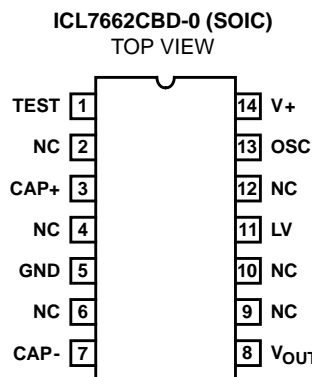 ICL7662CBD-0 (SOIC)
TOP VIEW
TEST 1 14 V+
NC 2 13 OSC
CAP+ 3 12 NC
NC 4 11 LV
GND 5 10 NC
NC 6 9 NC
CAP- 7 8 VOUT